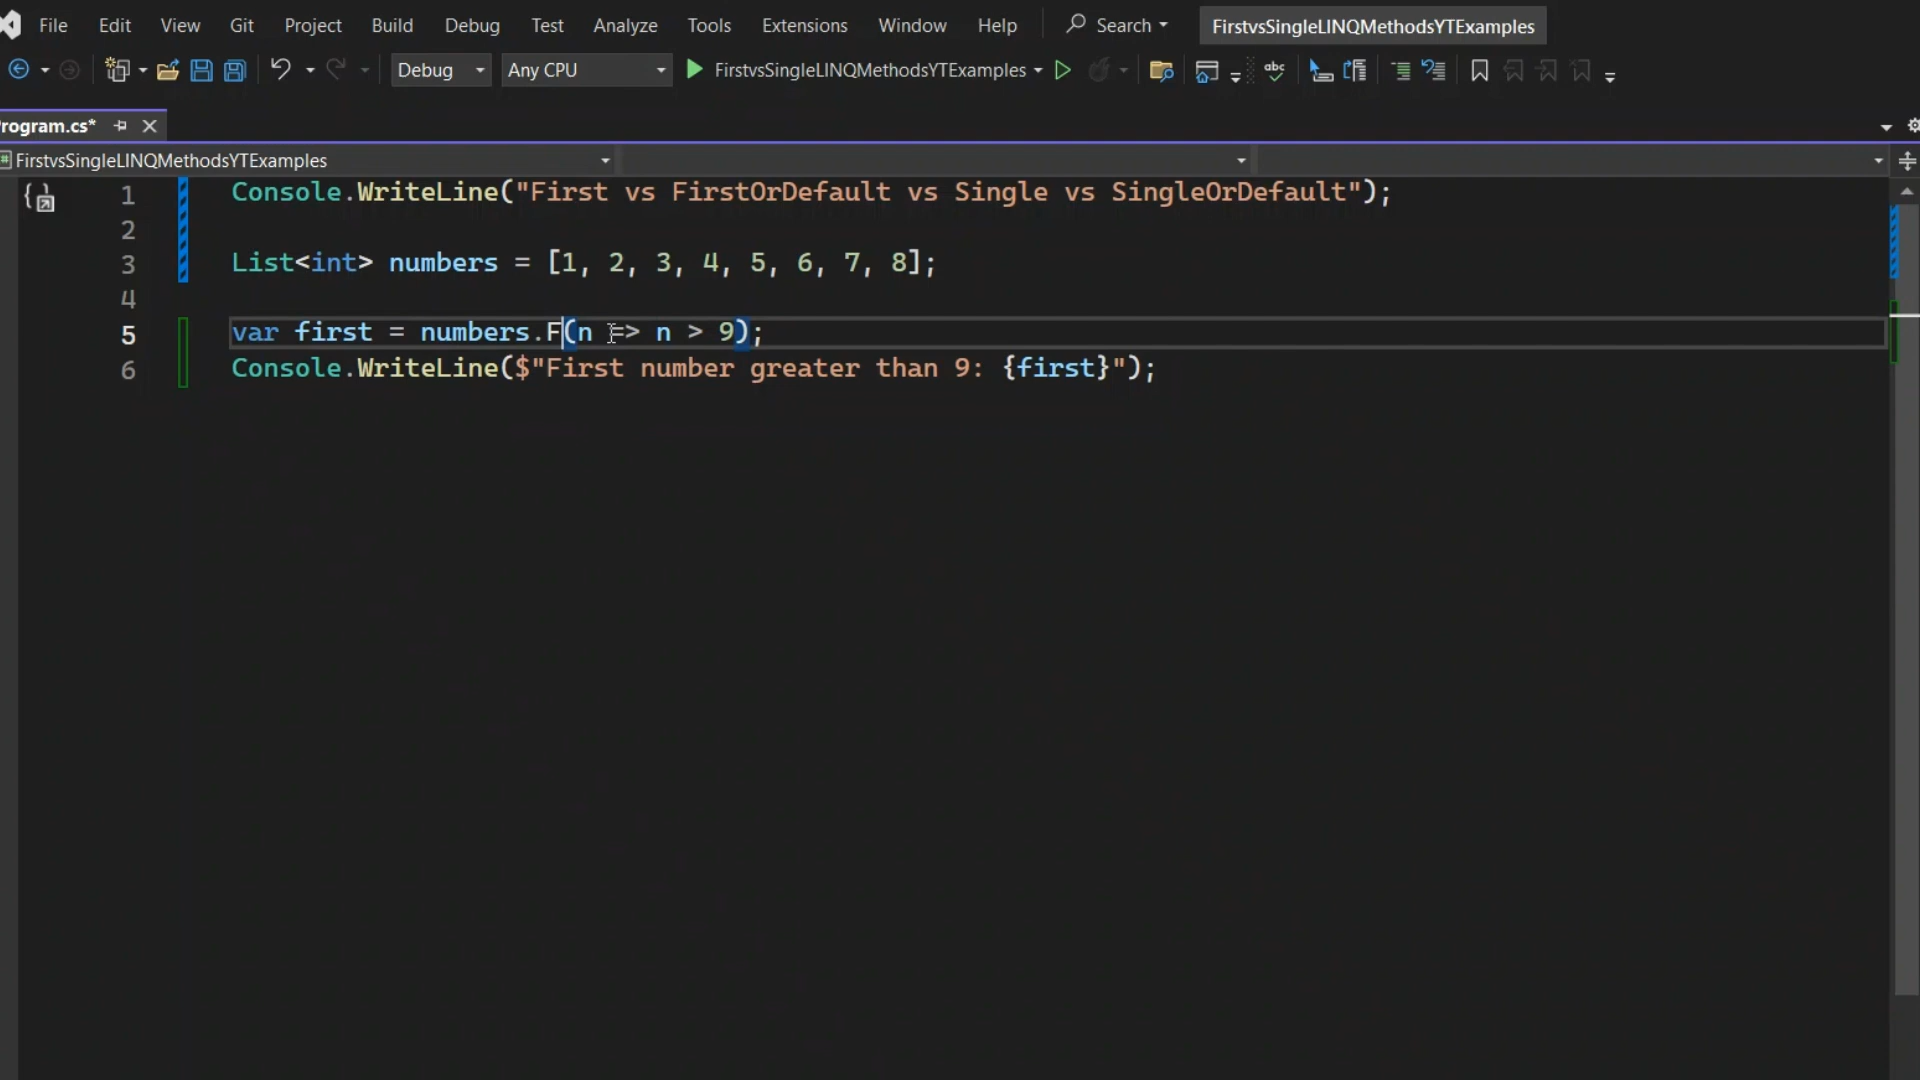 File Edit View Git Project Build Debug Test Analyze Tools Extensions Window Help Search FirstvsSingleLINQMethodsYTExamples
Debug Any CPU FirstvsSingleLINQMethodsYTExamples abc
rogram.cs*
FirstvsSingleLINQMethodsYTExamples
1 Console.WriteLine("First vs FirstOrDefault vs Single vs SingleOrDefault");
2
3 List<int> numbers = [1, 2, 3, 4, 5, 6, 7, 8];
4
5 var first = numbers.F(n => n > 9);
6 Console.WriteLine($"First number greater than 9: {first}");